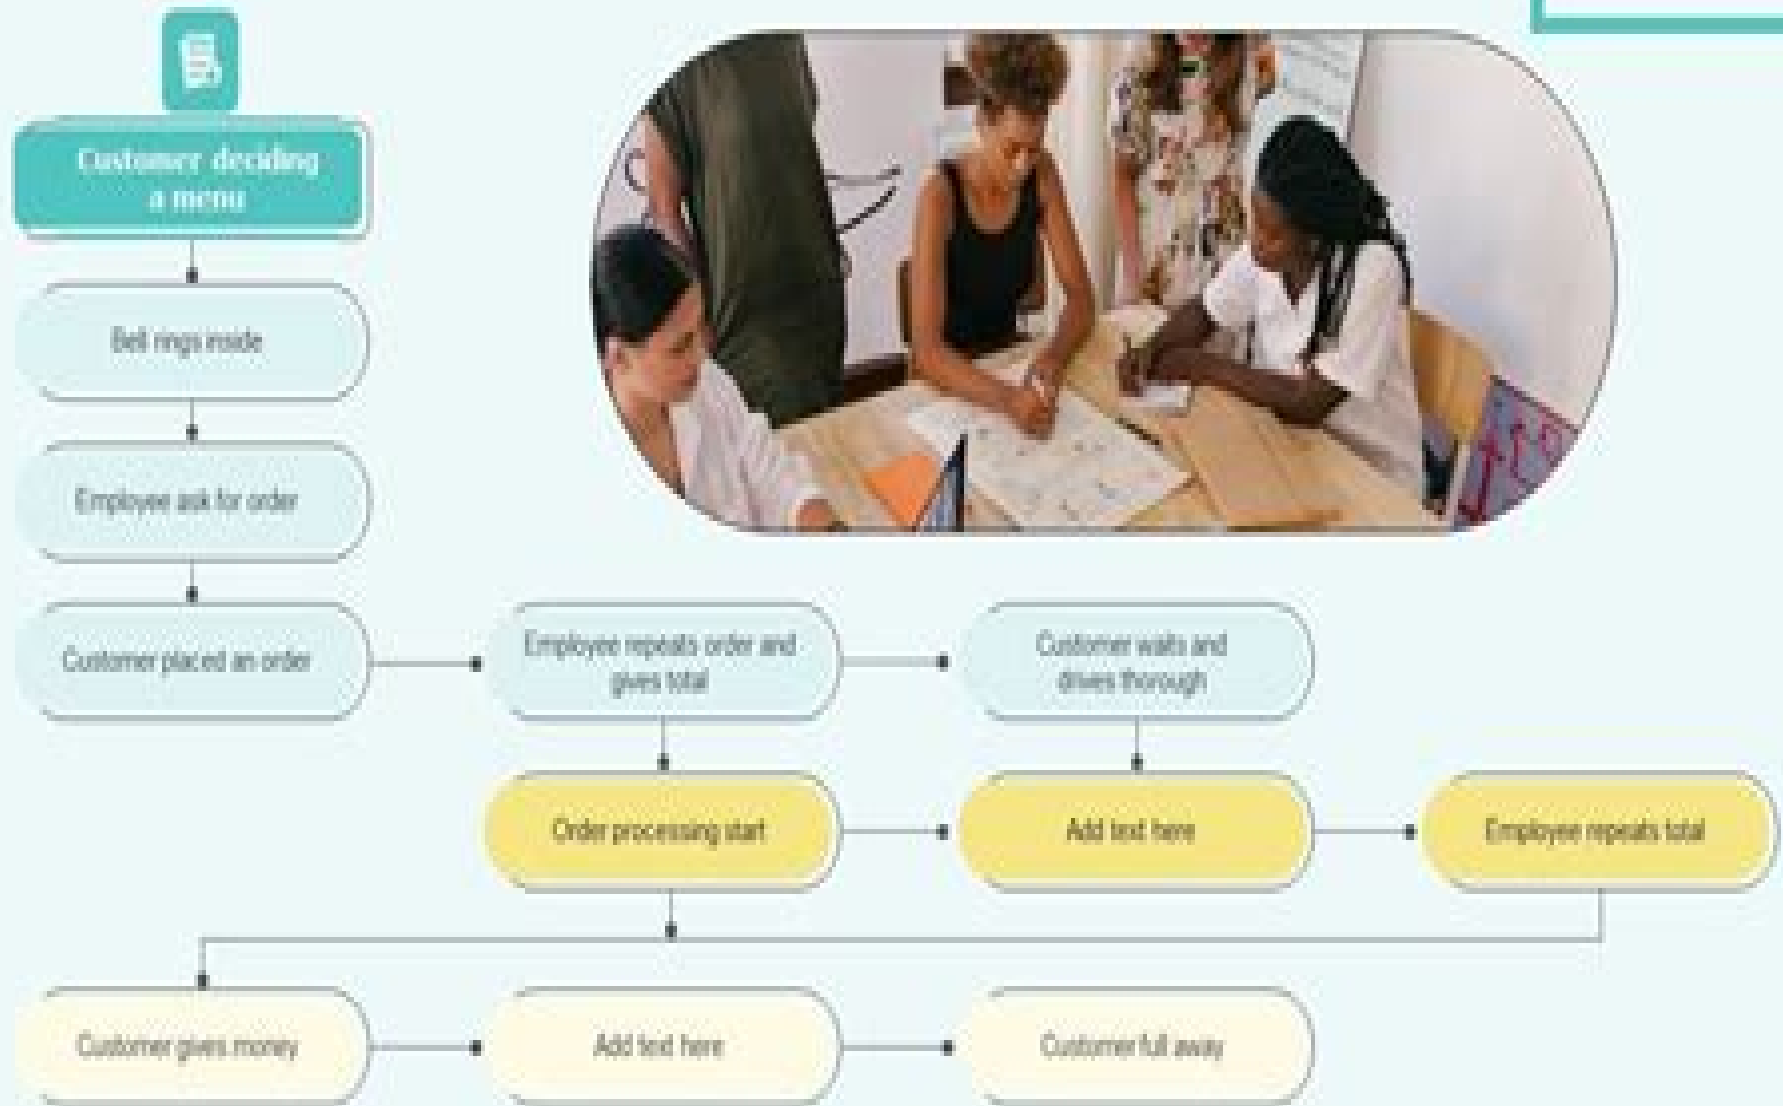 Customer deciding
a menu
Bell rings inside
Employee ask for order
Customer placed an order
Employee repeats order and
gives total
Customer waits and
drives thorough
Order processing start
Add text here
Employee repeats total
Customer gives money
Add text here
Customer full away